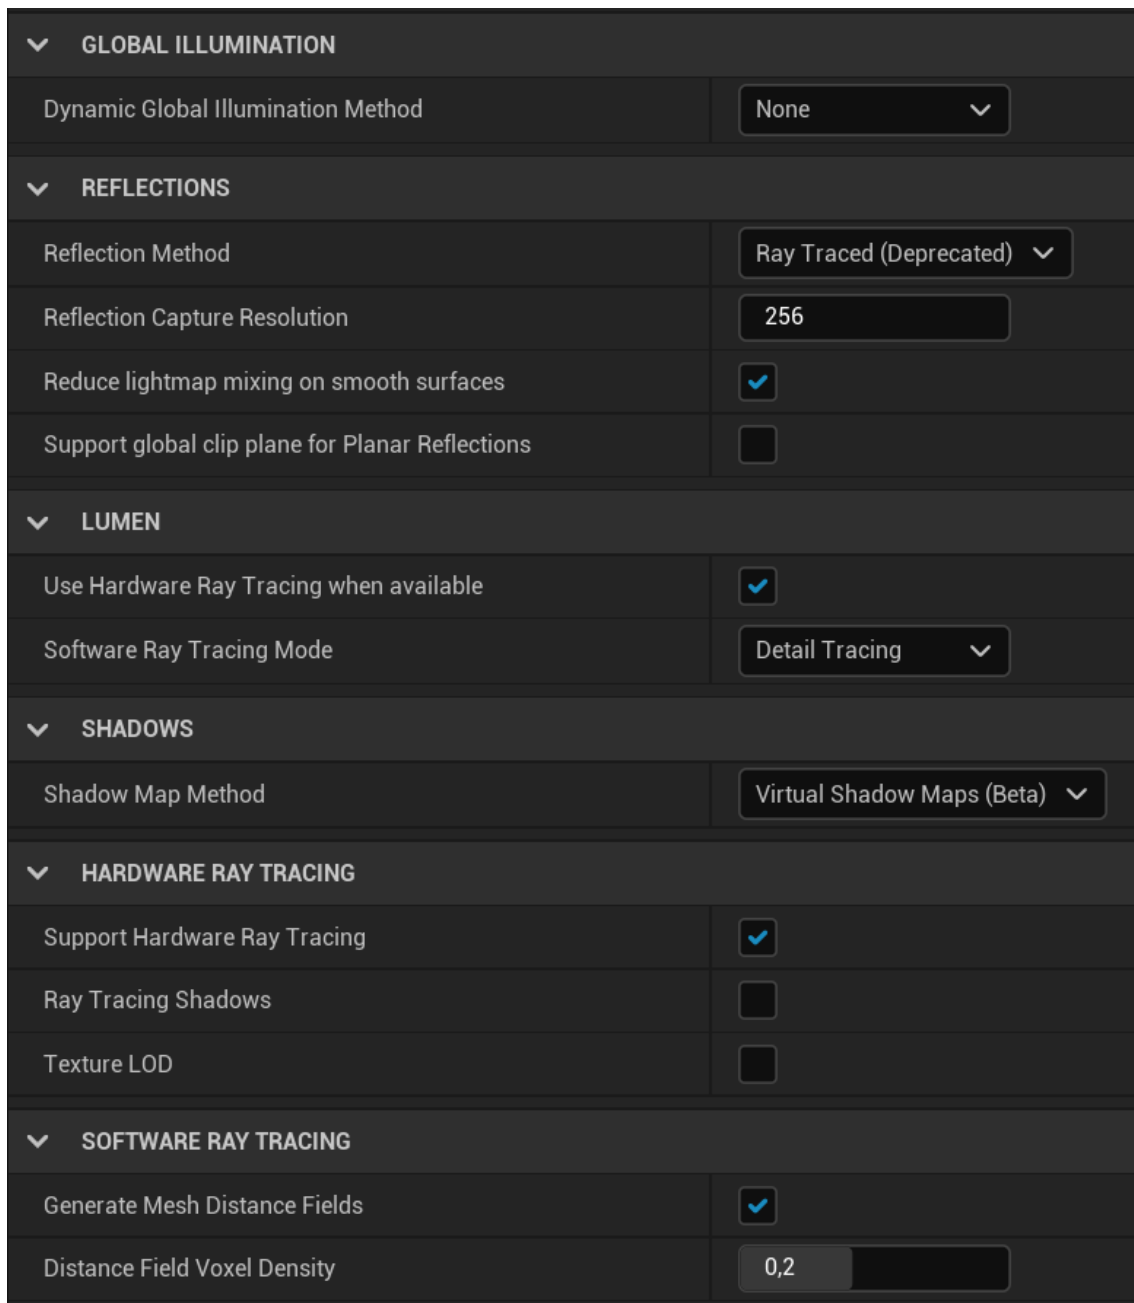 GLOBAL ILLUMINATION
Dynamic Global Illumination Method None
REFLECTIONS
Reflection Method Ray Traced (Deprecated)
Reflection Capture Resolution 256
Reduce lightmap mixing on smooth surfaces
Support global clip plane for Planar Reflections
LUMEN
Use Hardware Ray Tracing when available
Software Ray Tracing Mode Detail Tracing
SHADOWS
Shadow Map Method Virtual Shadow Maps (Beta)
HARDWARE RAY TRACING
Support Hardware Ray Tracing
Ray Tracing Shadows
Texture LOD
SOFTWARE RAY TRACING
Generate Mesh Distance Fields
Distance Field Voxel Density 0,2